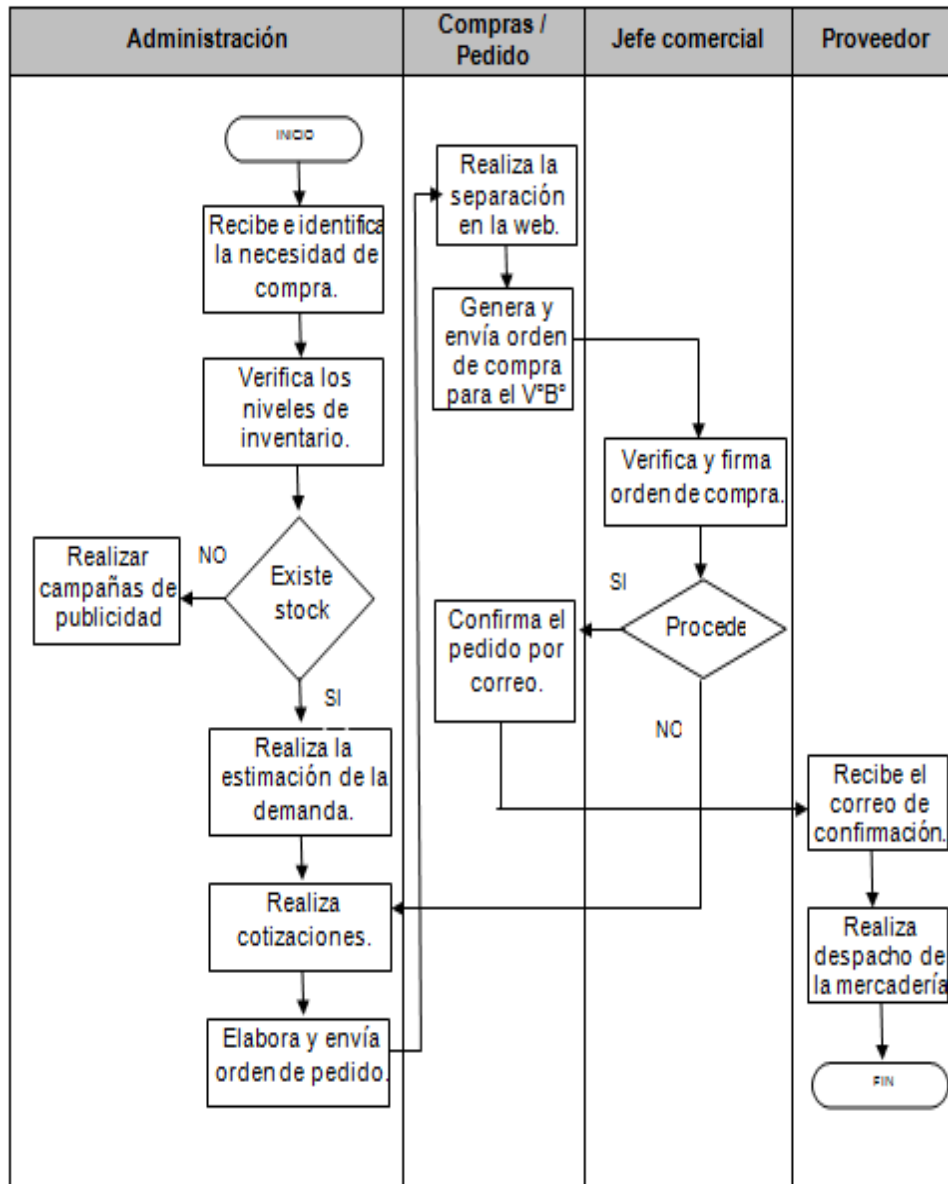 Administración
Compras /
Pedido
Jefe comercial
Proveedor
INICIO
Recibe e identifica
la necesidad de
compra.
Verifica los
niveles de
inventario.
Existe
stock
NO
Realizar
campañas de
publicidad
SI
Realiza la
estimación de la
demanda.
Realiza
cotizaciones.
Elabora y envía
orden de pedido.
Realiza la
separación
en la web.
Genera y
envía orden
de compra
para el V°B°
Verifica y firma
orden de compra.
Procede
SI
NO
Confirma el
pedido por
correo.
Recibe el
correo de
confirmación.
Realiza
despacho de
la mercadería
FIN